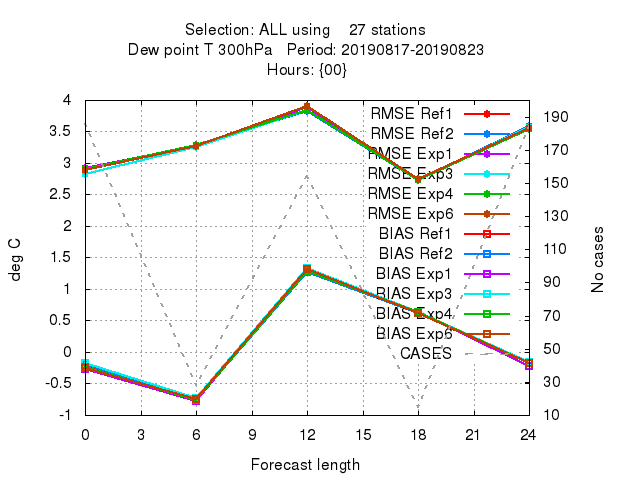 Selection: ALL using    27 stations
Dew point T 300hPa   Period: 20190817-20190823
Hours: {00}
4
3.5
3
2.5
2
1.5
1
0.5
0
-0.5
-1
deg C
190
170
150
130
110
90
70
50
30
10
No cases
RMSE Ref1
RMSE Ref2
RMSE Exp1
RMSE Exp3
RMSE Exp4
RMSE Exp6
BIAS Ref1
BIAS Ref2
BIAS Exp1
BIAS Exp3
BIAS Exp4
BIAS Exp6
CASES
0 3 6 9 12 15 18 21 24
Forecast length